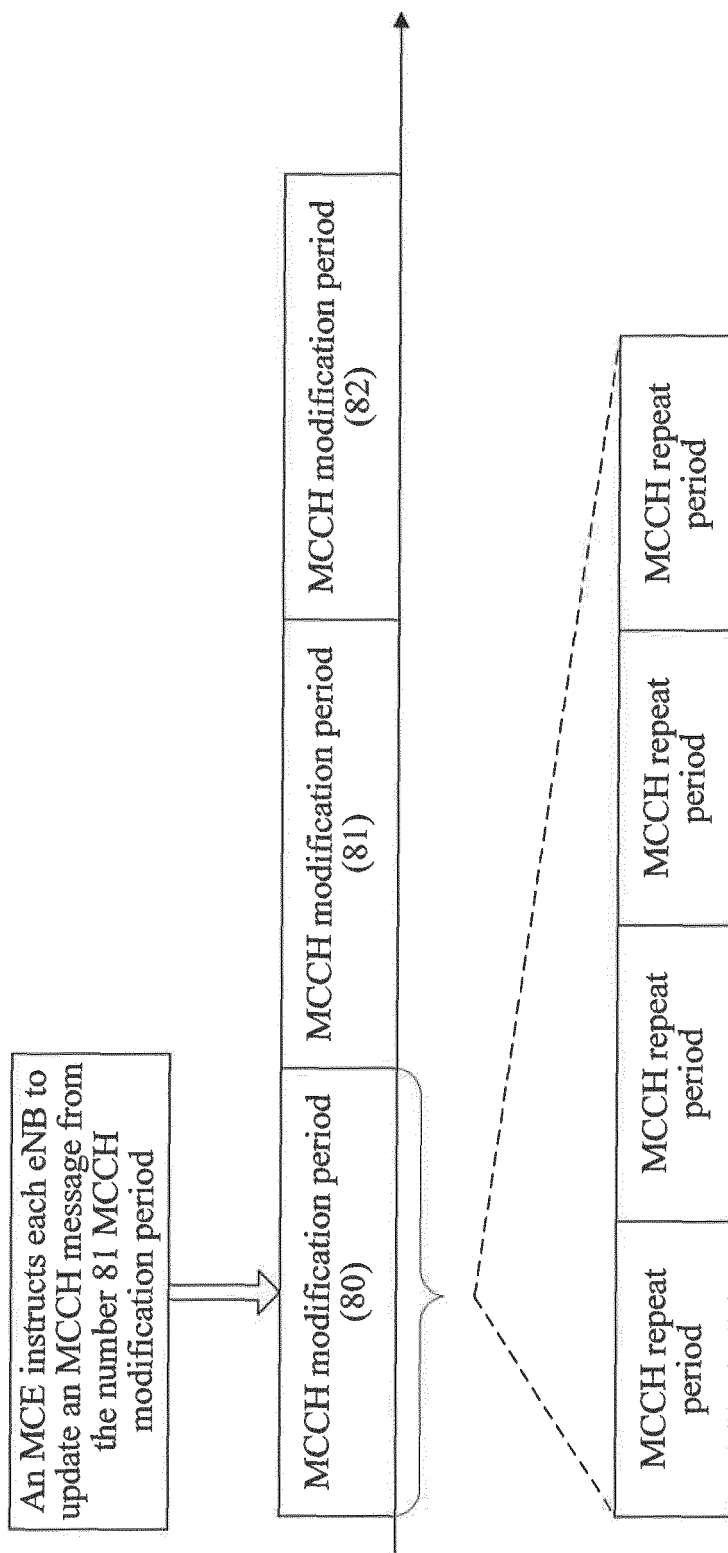 An MCE instructs each eNB to
update an MCCH message from
the number 81 MCCH
modification period
MCCH modification period
(80)
MCCH modification period
(81)
MCCH modification period
(82)
MCCH repeat
period
MCCH repeat
period
MCCH repeat
period
MCCH repeat
period